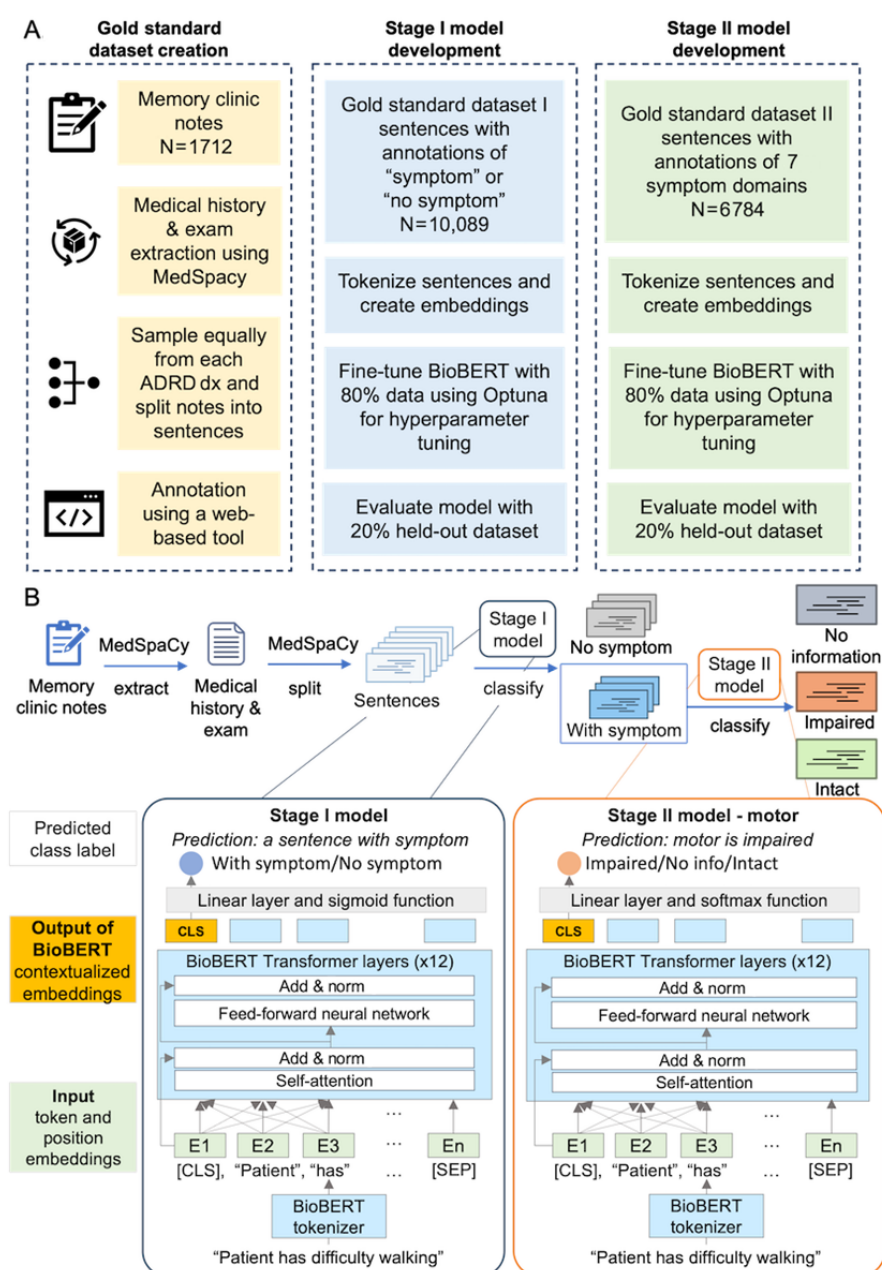 A
Gold standard
dataset creation
Memory clinic
notes
N=1712
Medical history
& exam
extraction using
MedSpacy
Sample equally
from each
ADRD dx and
split notes into
sentences
</>
Annotation
using a web-
based tool
Stage I model
development
Gold standard dataset I
sentences with
annotations of
“symptom” or
“no symptom”
N=10,089
Tokenize sentences and
create embeddings
Fine-tune BioBERT with
80% data using Optuna
for hyperparameter
tuning
Evaluate model with
20% held-out dataset
Stage II model
development
Gold standard dataset II
sentences with
annotations of 7
symptom domains
N=6784
Tokenize sentences and
create embeddings
Fine-tune BioBERT with
80% data using Optuna
for hyperparameter
tuning
Evaluate model with
20% held-out dataset
B
Memory
clinic notes
MedSpaCy
extract
Medical
history &
exam
MedSpaCy
split
Sentences
Stage I
model
classify
No symptom
With symptom
Stage II
model
classify
No
information
Impaired
Intact
Predicted
class label
Output of
BioBERT
contextualized
embeddings
Input
token and
position
embeddings
Stage I model
Prediction: a sentence with symptom
With symptom/No symptom
Linear layer and sigmoid function
CLS
BioBERT Transformer layers (x12)
Add & norm
Feed-forward neural network
Add & norm
Self-attention
...
E1 E2 E3 ... En
[CLS], “Patient”, “has” ... [SEP]
BioBERT
tokenizer
“Patient has difficulty walking”
Stage II model - motor
Prediction: motor is impaired
Impaired/No info/Intact
Linear layer and softmax function
CLS
BioBERT Transformer layers (x12)
Add & norm
Feed-forward neural network
Add & norm
Self-attention
...
E1 E2 E3 ... En
[CLS], “Patient”, “has” ... [SEP]
BioBERT
tokenizer
“Patient has difficulty walking”